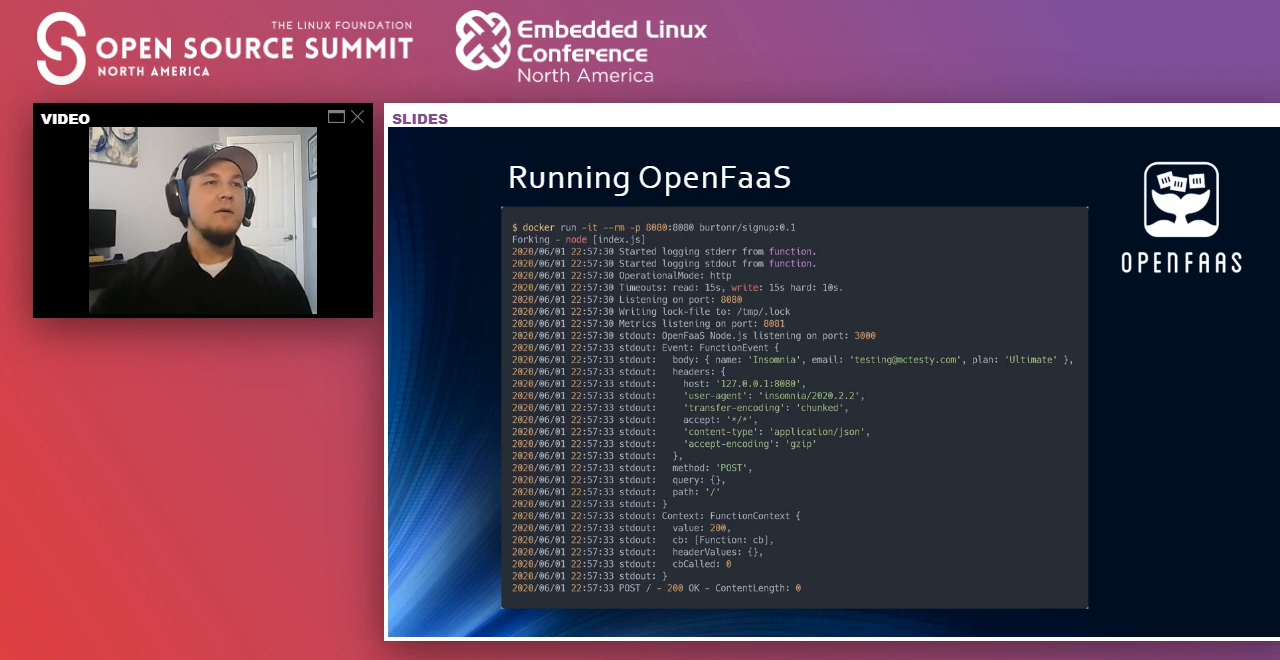 THE LINUX FOUNDATION
OPEN SOURCE SUMMIT
NORTH AMERICA
Embedded Linux
Conference
North America
VIDEO
SLIDES
Running OpenFaaS
OPENFAAS
$ docker run -it --rm -p 8080:8080 burtonr/signup:0.1
Forking - node [index.js]
2020/06/01 22:57:30 Started logging stderr from function.
2020/06/01 22:57:30 Started logging stdout from function.
2020/06/01 22:57:30 OperationalMode: http
2020/06/01 22:57:30 Timeouts: read: 15s, write: 15s hard: 10s.
2020/06/01 22:57:30 Listening on port: 8080
2020/06/01 22:57:30 Writing lock-file to: /tmp/.lock
2020/06/01 22:57:30 Metrics listening on port: 8081
2020/06/01 22:57:30 stdout: OpenFaaS Node.js listening on port: 3000
2020/06/01 22:57:33 stdout: Event: FunctionEvent {
2020/06/01 22:57:33 stdout:   body: { name: 'Insomnia', email: 'testing@mctesty.com', plan: 'Ultimate' },
2020/06/01 22:57:33 stdout:   headers: {
2020/06/01 22:57:33 stdout:     host: '127.0.0.1:8080',
2020/06/01 22:57:33 stdout:     'user-agent': 'insomnia/2020.2.2',
2020/06/01 22:57:33 stdout:     'transfer-encoding': 'chunked',
2020/06/01 22:57:33 stdout:     accept: '*/*',
2020/06/01 22:57:33 stdout:     'content-type': 'application/json',
2020/06/01 22:57:33 stdout:     'accept-encoding': 'gzip'
2020/06/01 22:57:33 stdout:   },
2020/06/01 22:57:33 stdout:   method: 'POST',
2020/06/01 22:57:33 stdout:   query: {},
2020/06/01 22:57:33 stdout:   path: '/'
2020/06/01 22:57:33 stdout: }
2020/06/01 22:57:33 stdout: Context: FunctionContext {
2020/06/01 22:57:33 stdout:   value: 200,
2020/06/01 22:57:33 stdout:   cb: [Function: cb],
2020/06/01 22:57:33 stdout:   headerValues: {},
2020/06/01 22:57:33 stdout:   cbCalled: 0
2020/06/01 22:57:33 stdout: }
2020/06/01 22:57:33 POST / - 200 OK - ContentLength: 0